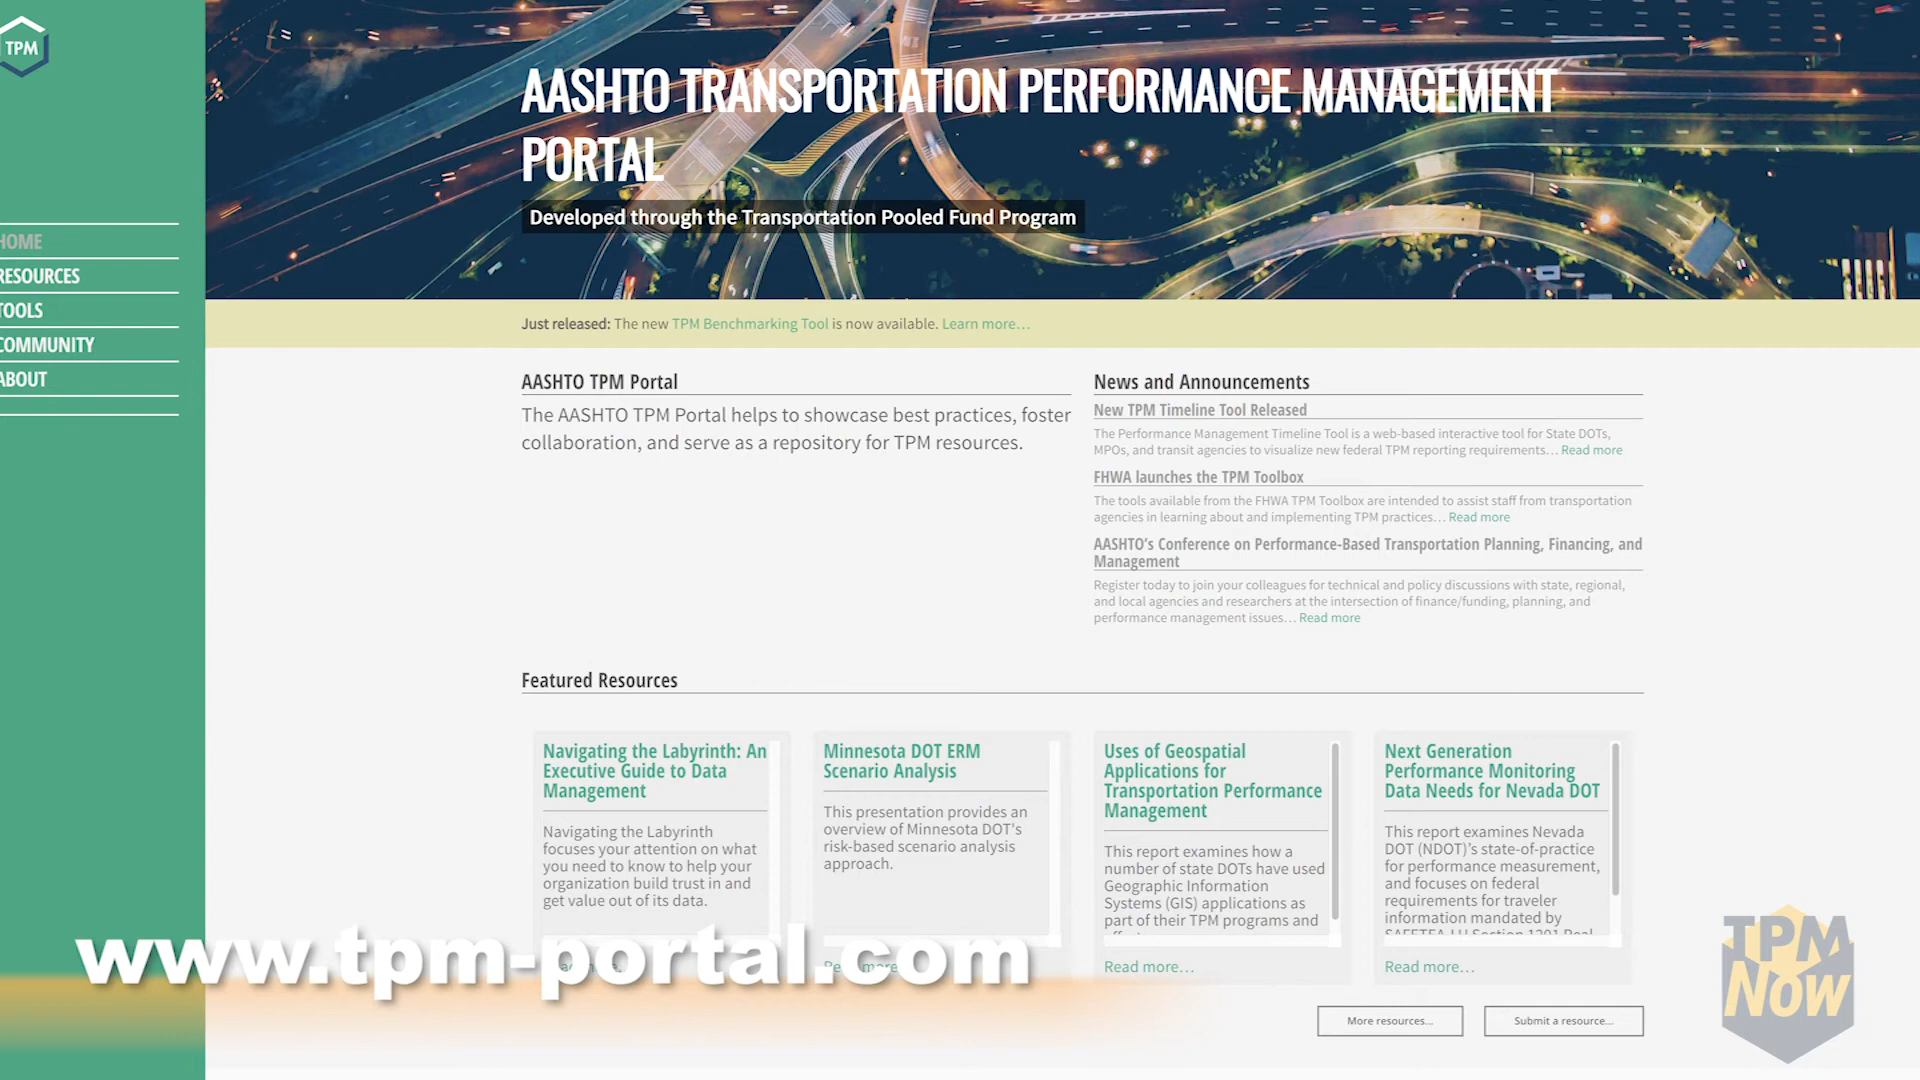 TPM
HOME
RESOURCES
TOOLS
COMMUNITY
ABOUT
AASHTO TRANSPORTATION PERFORMANCE MANAGEMENT
PORTAL
Developed through the Transportation Pooled Fund Program
Just released: The new TPM Benchmarking Tool is now available. Learn more…
AASHTO TPM Portal
The AASHTO TPM Portal helps to showcase best practices, foster
collaboration, and serve as a repository for TPM resources.
News and Announcements
New TPM Timeline Tool Released
The Performance Management Timeline Tool is a web-based interactive tool for State DOTs,
MPOs, and transit agencies to visualize new federal TPM reporting requirements… Read more
FHWA launches the TPM Toolbox
The tools available from the FHWA TPM Toolbox are intended to assist staff from transportation
agencies in learning about and implementing TPM practices… Read more
AASHTO's Conference on Performance-Based Transportation Planning, Financing, and
Management
Register today to join your colleagues for technical and policy discussions with state, regional,
and local agencies and researchers at the intersection of finance/funding, planning, and
performance management issues… Read more
Featured Resources
Navigating the Labyrinth: An
Executive Guide to Data
Management
Navigating the Labyrinth
focuses your attention on what
you need to know to help your
organization build trust in and
get value out of its data.
Minnesota DOT ERM
Scenario Analysis
This presentation provides an
overview of Minnesota DOT's
risk-based scenario analysis
approach.
Uses of Geospatial
Applications for
Transportation Performance
Management
This report examines how a
number of state DOTs have used
Geographic Information
Systems (GIS) applications as
part of their TPM programs and
Read more…
Next Generation
Performance Monitoring
Data Needs for Nevada DOT
This report examines Nevada
DOT (NDOT)'s state-of-practice
for performance measurement,
and focuses on federal
requirements for traveler
information mandated by
Read more…
www.tpm-portal.com
More resources...
Submit a resource...
TPM
NOW